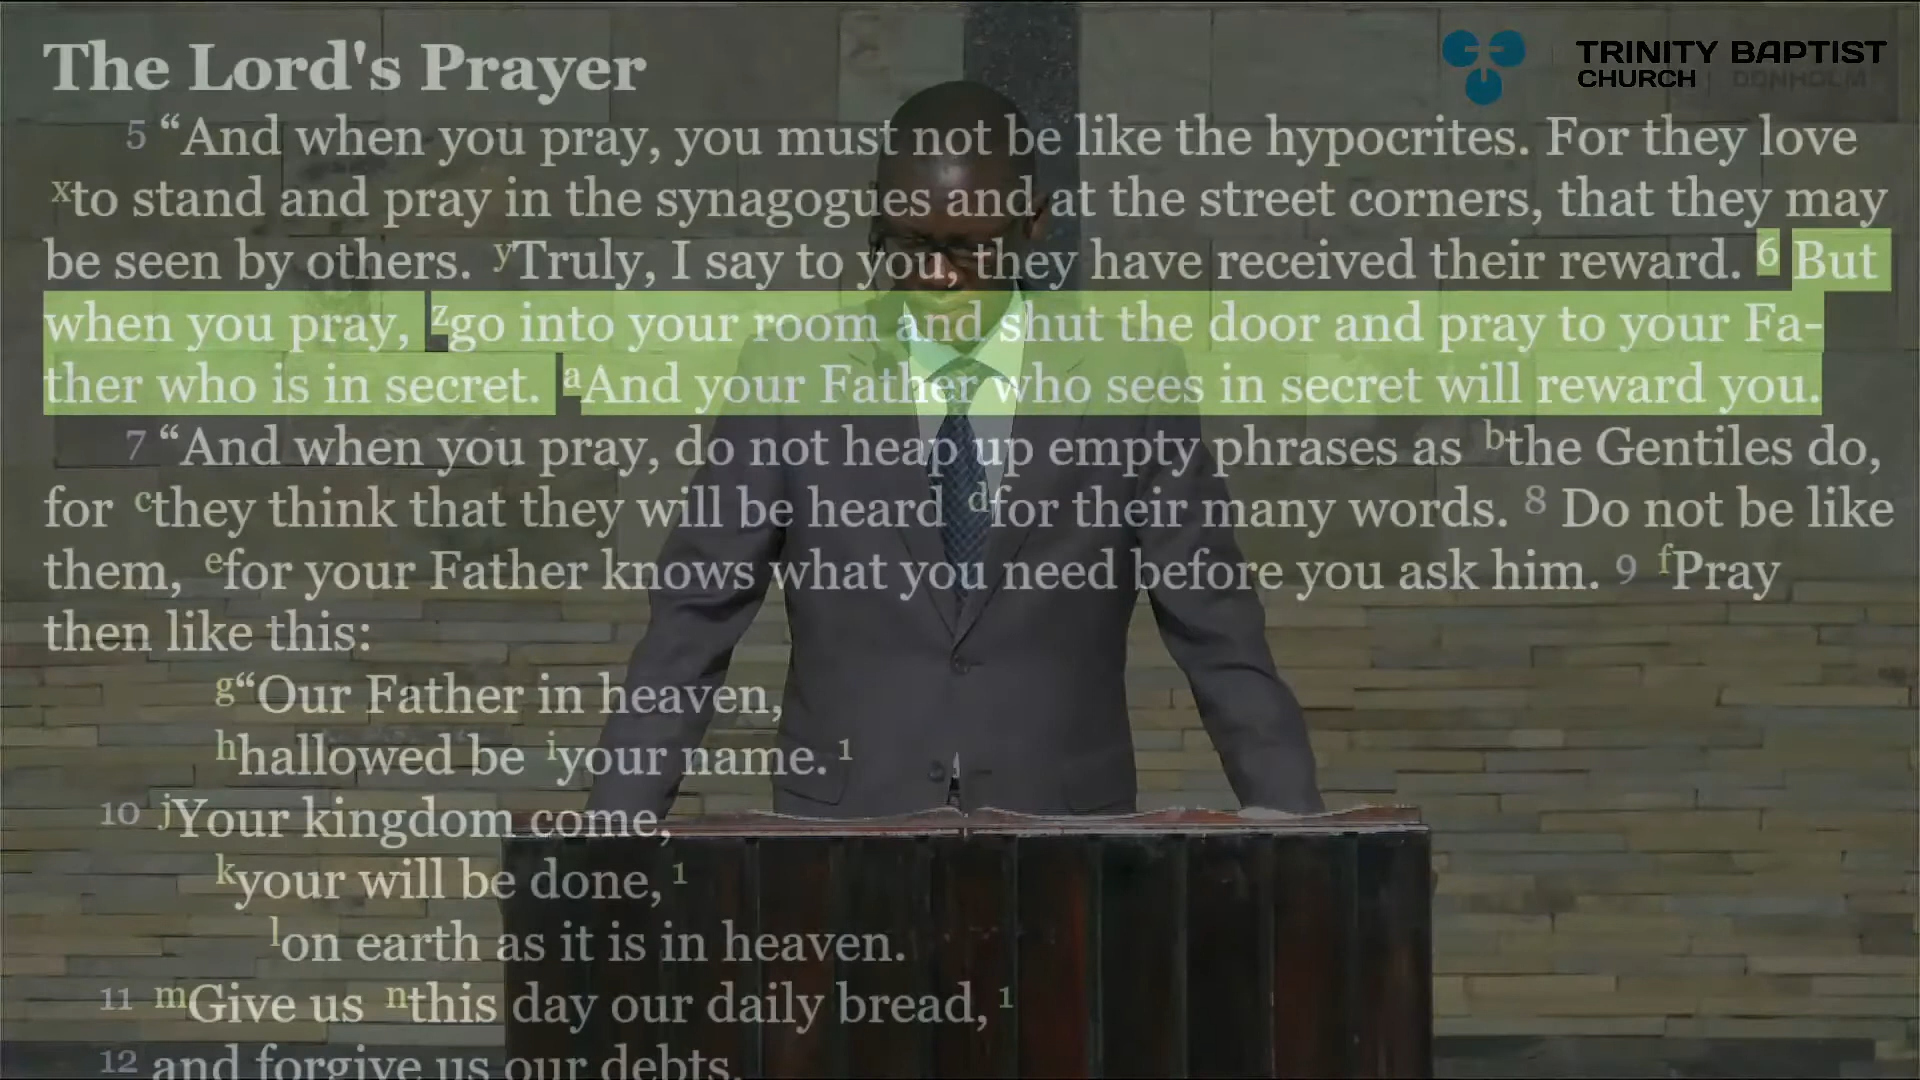 The Lord's Prayer
TRINITY BAPTIST
CHURCH | DONHOLM
5 “And when you pray, you must not be like the hypocrites. For they love
xto stand and pray in the synagogues and at the street corners, that they may
be seen by others. yTruly, I say to you, they have received their reward. 6 But
when you pray, zgo into your room and shut the door and pray to your Fa-
ther who is in secret. aAnd your Father who sees in secret will reward you.
7 “And when you pray, do not heap up empty phrases as bthe Gentiles do,
for cthey think that they will be heard dfor their many words. 8 Do not be like
them, efor your Father knows what you need before you ask him. 9 fPray
then like this:
g“Our Father in heaven,
hhallowed be iyour name.1
10 jYour kingdom come,
kyour will be done,1
lon earth as it is in heaven.
11 mGive us nthis day our daily bread,1
12 and forgive us our debts,